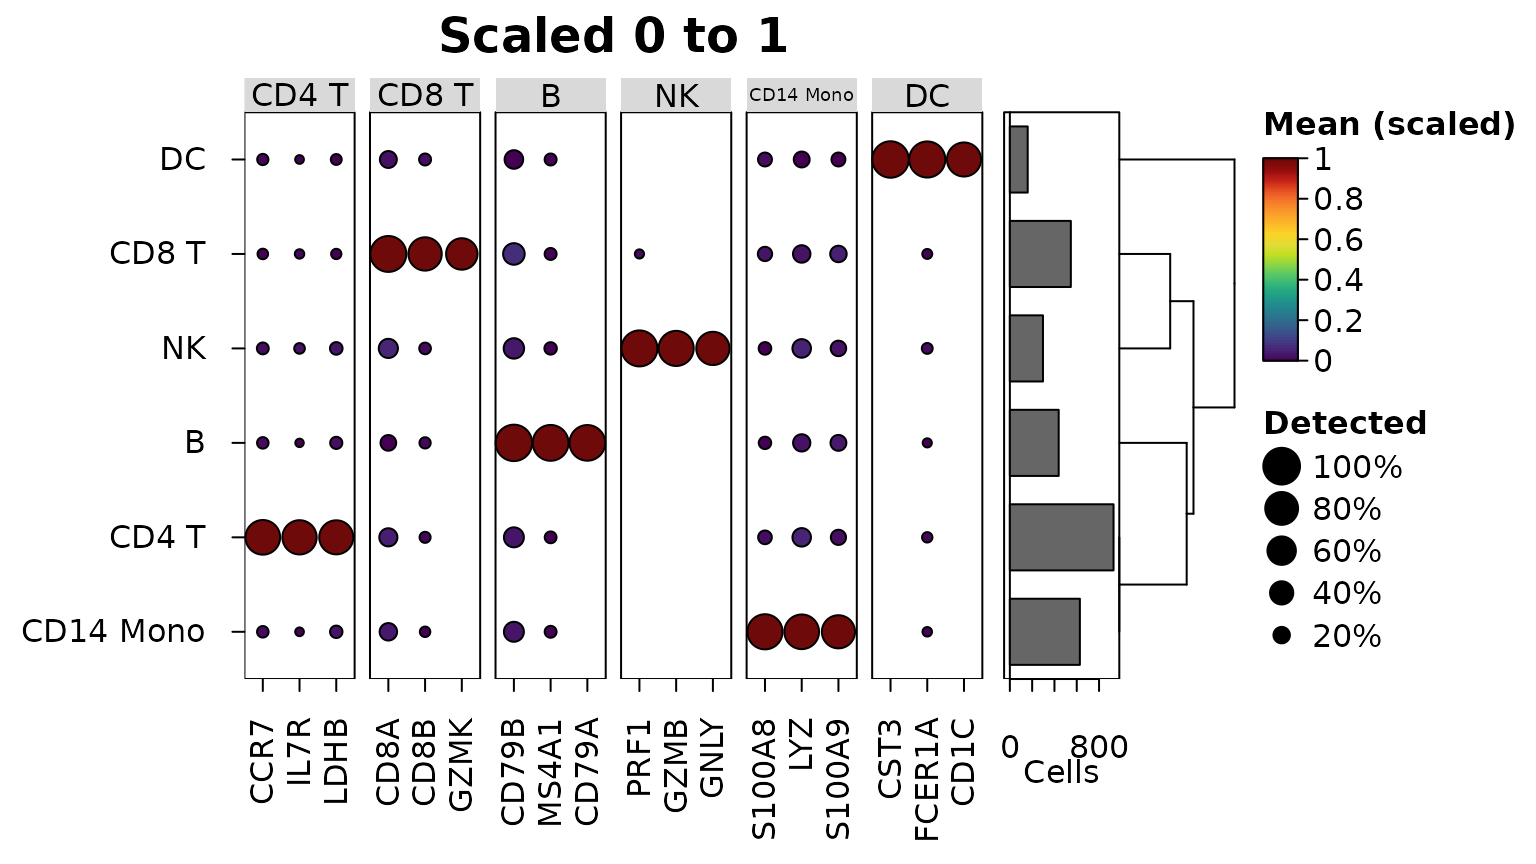 Scaled 0 to 1
CD4 T CD8 T B NK CD14 Mono DC
DC
CD8 T
NK
B
CD4 T
CD14 Mono
CCR7 IL7R LDHB CD8A CD8B GZMK CD79B MS4A1 CD79A PRF1 GZMB GNLY S100A8 LYZ S100A9 CST3 FCER1A CD1C
0 800
Cells
Mean (scaled)
1
0.8
0.6
0.4
0.2
0
Detected
100%
80%
60%
40%
20%